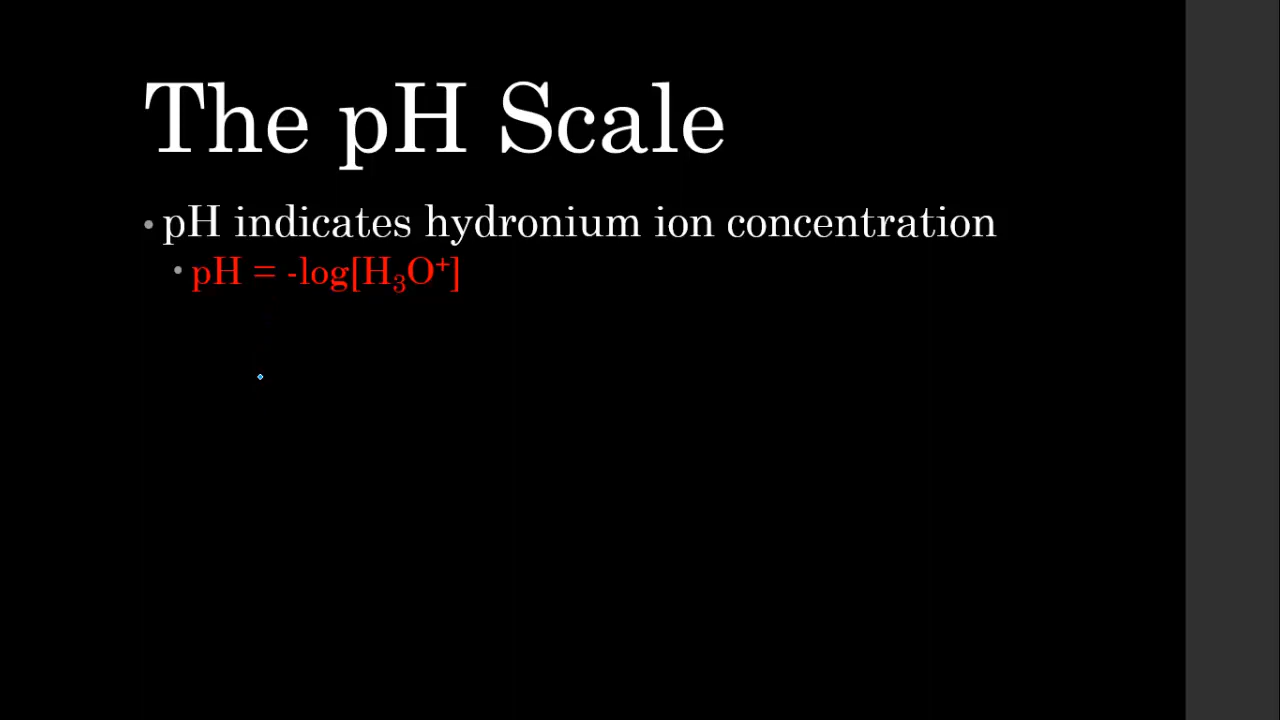 The pH Scale
• pH indicates hydronium ion concentration
• pH = -log[H₃O⁺]